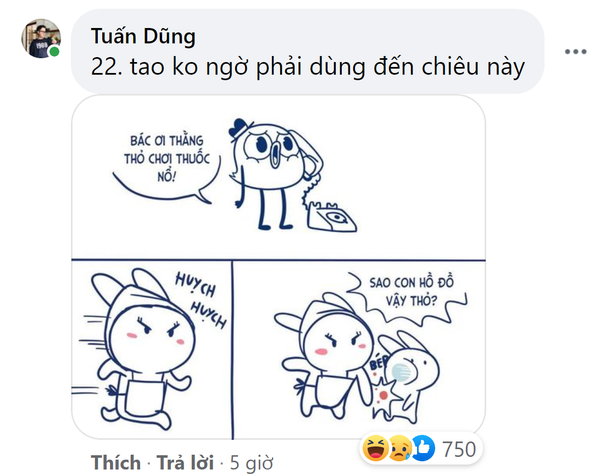 Tuấn Dũng
22. tao ko ngờ phải dùng đến chiêu này
BÁC ƠI THẰNG
THỎ CHƠI THUỐC
NỔ!
HUỴCH
HUỴCH
SAO CON HỒ ĐỒ
VẬY THỎ?
BÉP
Thích · Trả lời · 5 giờ
750